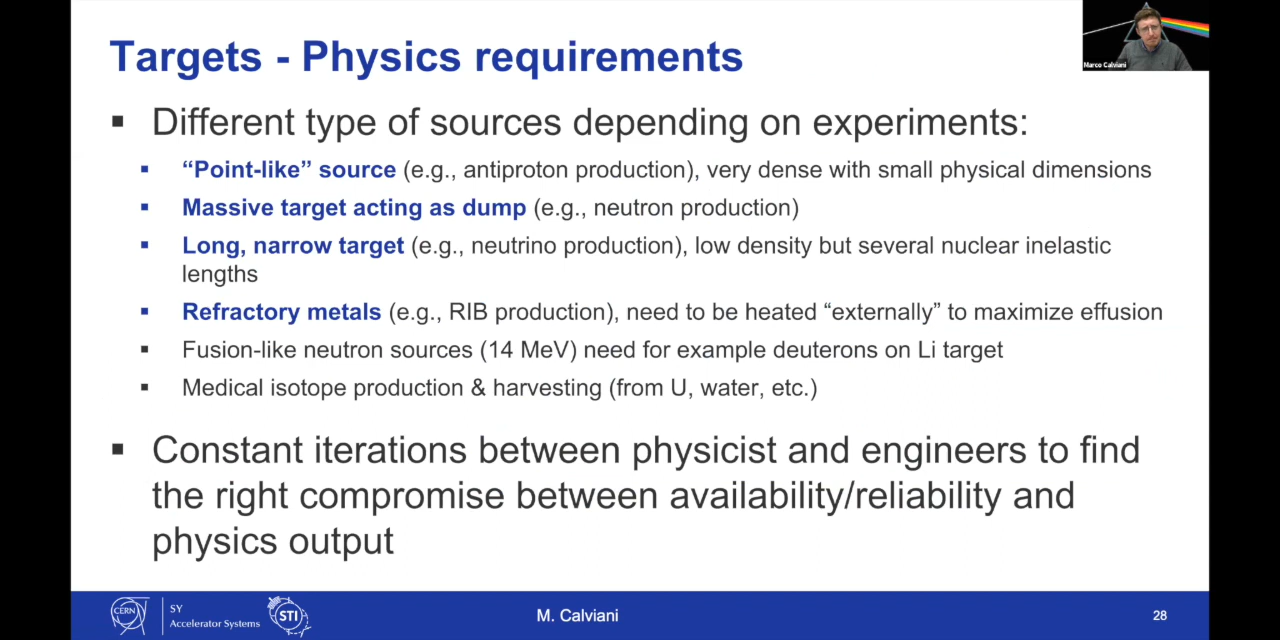 Targets - Physics requirements
Marco Calviani
▪ Different type of sources depending on experiments:
▪ “Point-like” source (e.g., antiproton production), very dense with small physical dimensions
▪ Massive target acting as dump (e.g., neutron production)
▪ Long, narrow target (e.g., neutrino production), low density but several nuclear inelastic
lengths
▪ Refractory metals (e.g., RIB production), need to be heated “externally” to maximize effusion
▪ Fusion-like neutron sources (14 MeV) need for example deuterons on Li target
▪ Medical isotope production & harvesting (from U, water, etc.)
▪ Constant iterations between physicist and engineers to find
the right compromise between availability/reliability and
physics output
CERN
SY
Accelerator Systems
STI
M. Calviani
28